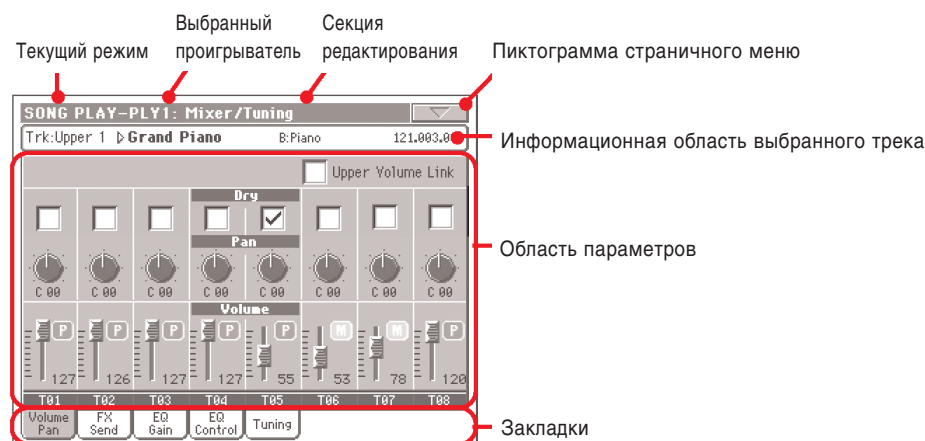 Выбранный
Секция
Текущий режим
проигрыватель
редактирования
Пиктограмма страничного меню
SONG PLAY-PLY1: Mixer/Tuning
Trk:Upper 1 ▷Grand Piano B:Piano 121.003.0
Информационная область выбранного трека
Upper Volume Link
Dry
Pan
Область параметров
C 00 C 00 C 00 C 00 C 00 C 00 C 00 C 00
Volume
P P P P P M M P
127 126 127 127 55 53 78 120
T01 T02 T03 T04 T05 T06 T07 T08
Volume Pan
FX Send
EQ Gain
EQ Control
Tuning
Закладки